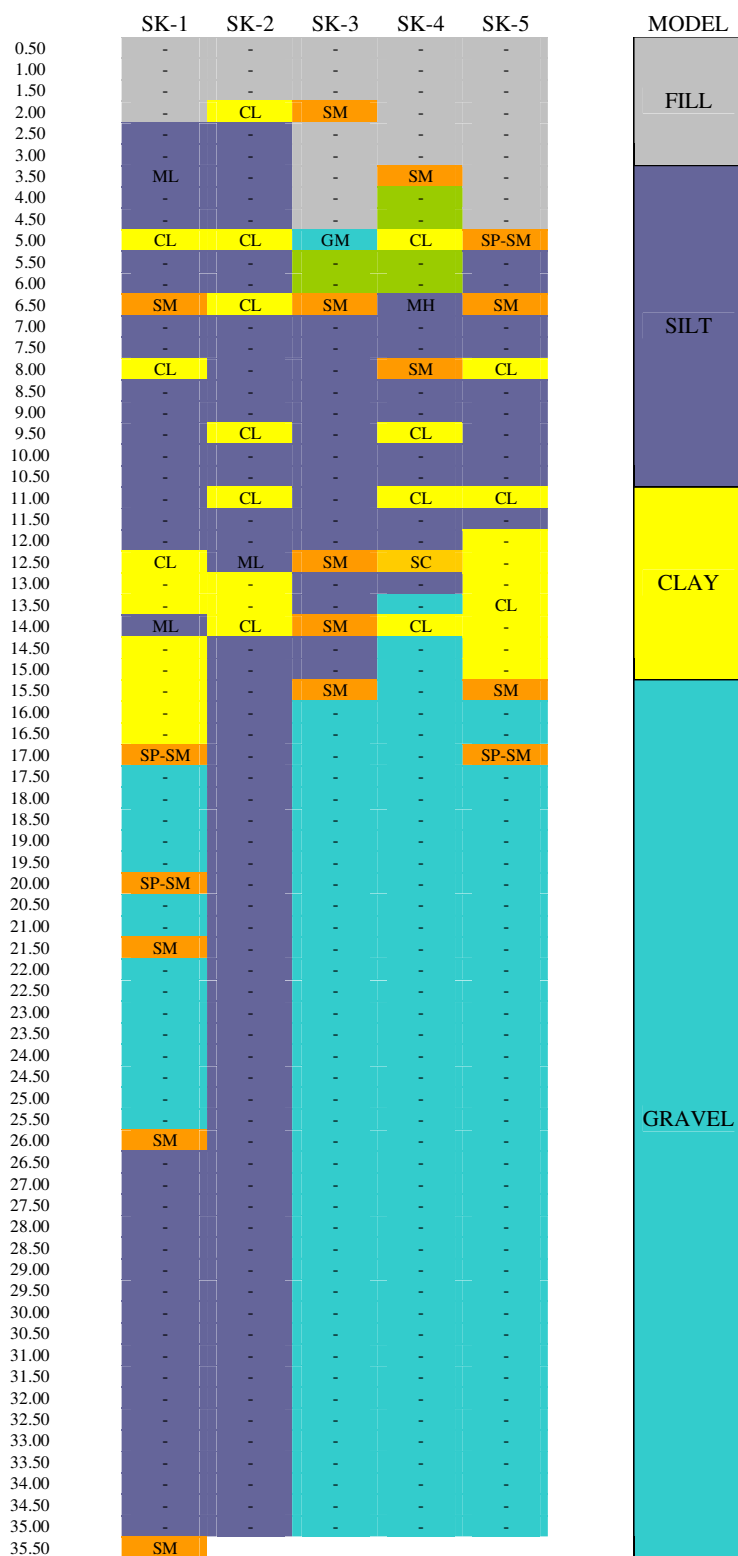 SK-1 SK-2 SK-3 SK-4 SK-5 MODEL
0.50 - - - - -
1.00 - - - - -
1.50 - - - - - FILL
2.00 - CL SM - -
2.50 - - - - -
3.00 - - - - -
3.50 ML - - SM -
4.00 - - - - -
4.50 - - - - -
5.00 CL CL GM CL SP-SM
5.50 - - - - -
6.00 - - - - -
6.50 SM CL SM MH SM
7.00 - - - - - SILT
7.50 - - - - -
8.00 CL - - SM CL
8.50 - - - - -
9.00 - - - - -
9.50 - CL - CL -
10.00 - - - - -
10.50 - - - - -
11.00 - CL - CL CL
11.50 - - - - -
12.00 - - - - -
12.50 CL ML SM SC -
13.00 - - - - - CLAY
13.50 - - - - CL
14.00 ML CL SM CL -
14.50 - - - - -
15.00 - - - - -
15.50 - - SM - SM
16.00 - - - - -
16.50 - - - - -
17.00 SP-SM - - - SP-SM
17.50 - - - - -
18.00 - - - - -
18.50 - - - - -
19.00 - - - - -
19.50 - - - - -
20.00 SP-SM - - - -
20.50 - - - - -
21.00 - - - - -
21.50 SM - - - -
22.00 - - - - -
22.50 - - - - -
23.00 - - - - -
23.50 - - - - -
24.00 - - - - -
24.50 - - - - -
25.00 - - - - -
25.50 - - - - - GRAVEL
26.00 SM - - - -
26.50 - - - - -
27.00 - - - - -
27.50 - - - - -
28.00 - - - - -
28.50 - - - - -
29.00 - - - - -
29.50 - - - - -
30.00 - - - - -
30.50 - - - - -
31.00 - - - - -
31.50 - - - - -
32.00 - - - - -
32.50 - - - - -
33.00 - - - - -
33.50 - - - - -
34.00 - - - - -
34.50 - - - - -
35.00 - - - - -
35.50 SM